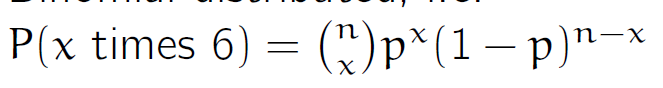 P(x times 6) = (n x) p^x (1 − p)^{n−x}